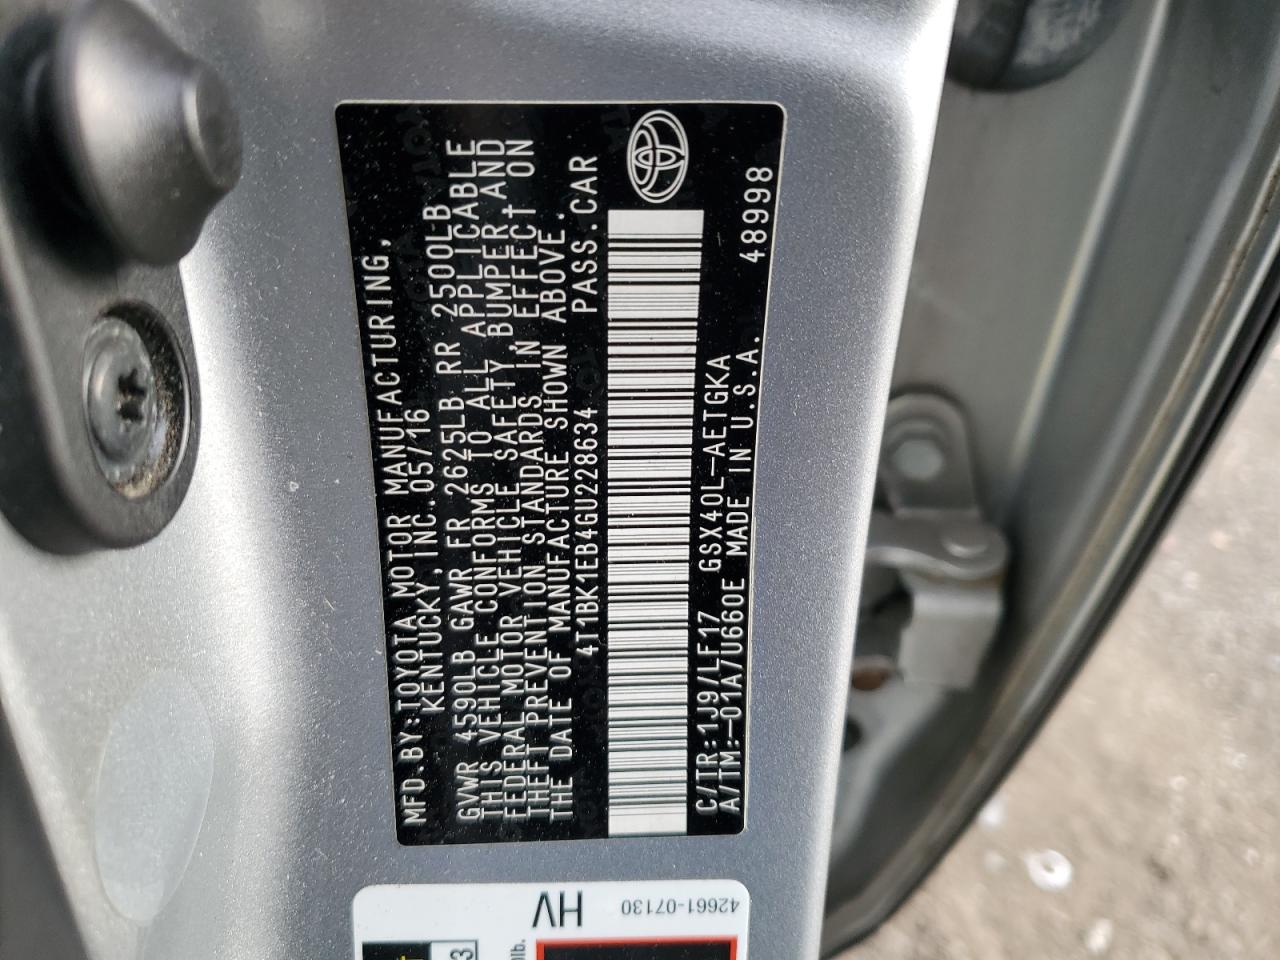 MFD.BY:TOYOTA MOTOR MANUFACTURING,
KENTUCKY,INC.05/16
GVWR 4590LB GAWR FR 2625LB RR 2500LB
THIS VEHICLE CONFORMS TO ALL APPLICABLE
FEDERAL MOTOR VEHICLE SAFETY,BUMPER,AND
THEFT PREVENTION STANDARDS IN EFFECT ON
THE DATE OF MANUFACTURE SHOWN ABOVE.
4T1BK1EB4GU228634 PASS.CAR
C/TR:1J9/LF17 GSX40L-AETGKA
A/TM:-01A/U660E MADE IN U.S.A.
48998
HV
42661-07130
3
lb.